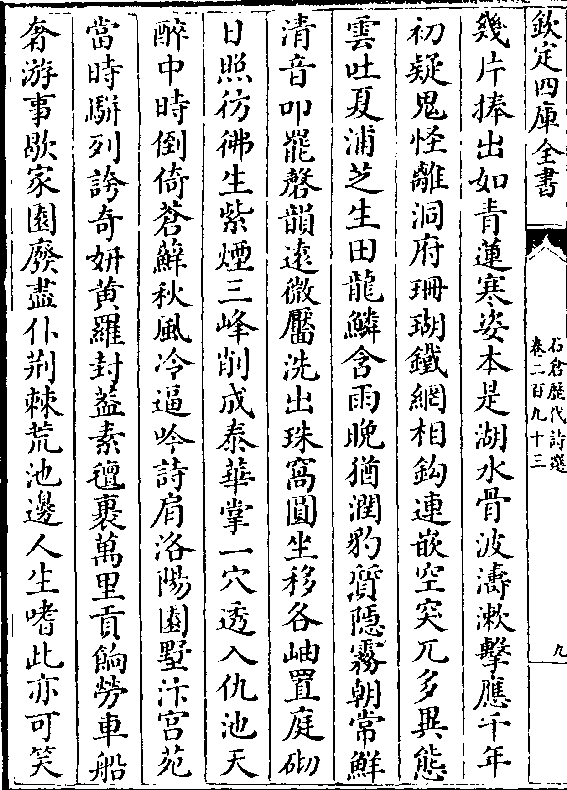 欽定四庫全書
石倉歷代詩選
卷二百九十三
九
幾片捧出如青蓮寒姿本是湖水骨波濤漱擊應千年
初疑鬼怪離洞府珊瑚鐵網相鈎連嵌空突兀多異態
雲吐夏浦芝生田龍鱗含雨晚猶潤豹質隱霧朝常鮮
清音叩罷磬韻遠微靨洗出珠窩圓坐移各岫置庭砌
日照彷彿生紫煙三峰削成泰華掌一穴透入仇池天
醉中時倒倚蒼蘚秋風冷逼吟詩肩洛陽園墅汴宮苑
當時騈列誇奇妍黄羅封蓋素氊裹萬里貢餉勞車船
奢游事歇家園廢盡仆荆棘荒池邊人生嗜此亦可笑